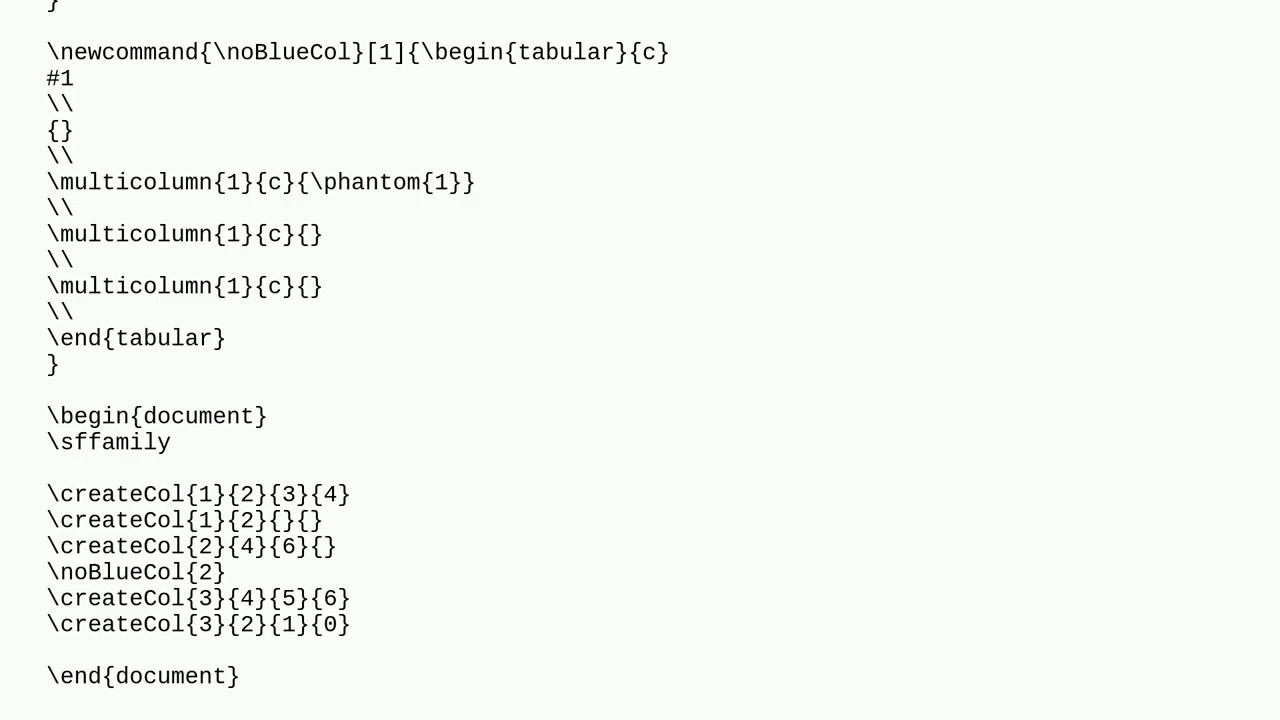 }
\newcommand{\noBlueCol}[1]{\begin{tabular}{c}
#1
\\
{}
\\
\multicolumn{1}{c}{\phantom{1}}
\\
\multicolumn{1}{c}{}
\\
\multicolumn{1}{c}{}
\\
\end{tabular}
}
\begin{document}
\sffamily
\createCol{1}{2}{3}{4}
\createCol{1}{2}{}{}
\createCol{2}{4}{6}{}
\noBlueCol{2}
\createCol{3}{4}{5}{6}
\createCol{3}{2}{1}{0}
\end{document}